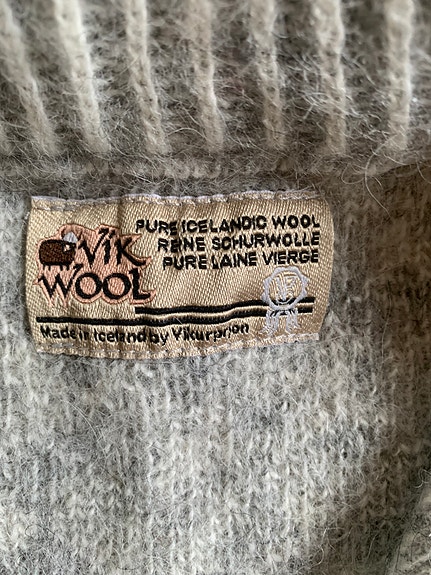 VÍK
WOOL
PURE ICELANDIC WOOL
REINE SCHURWOLLE
PURE LAINE VIERGE
Made in Iceland by Víkurprjón